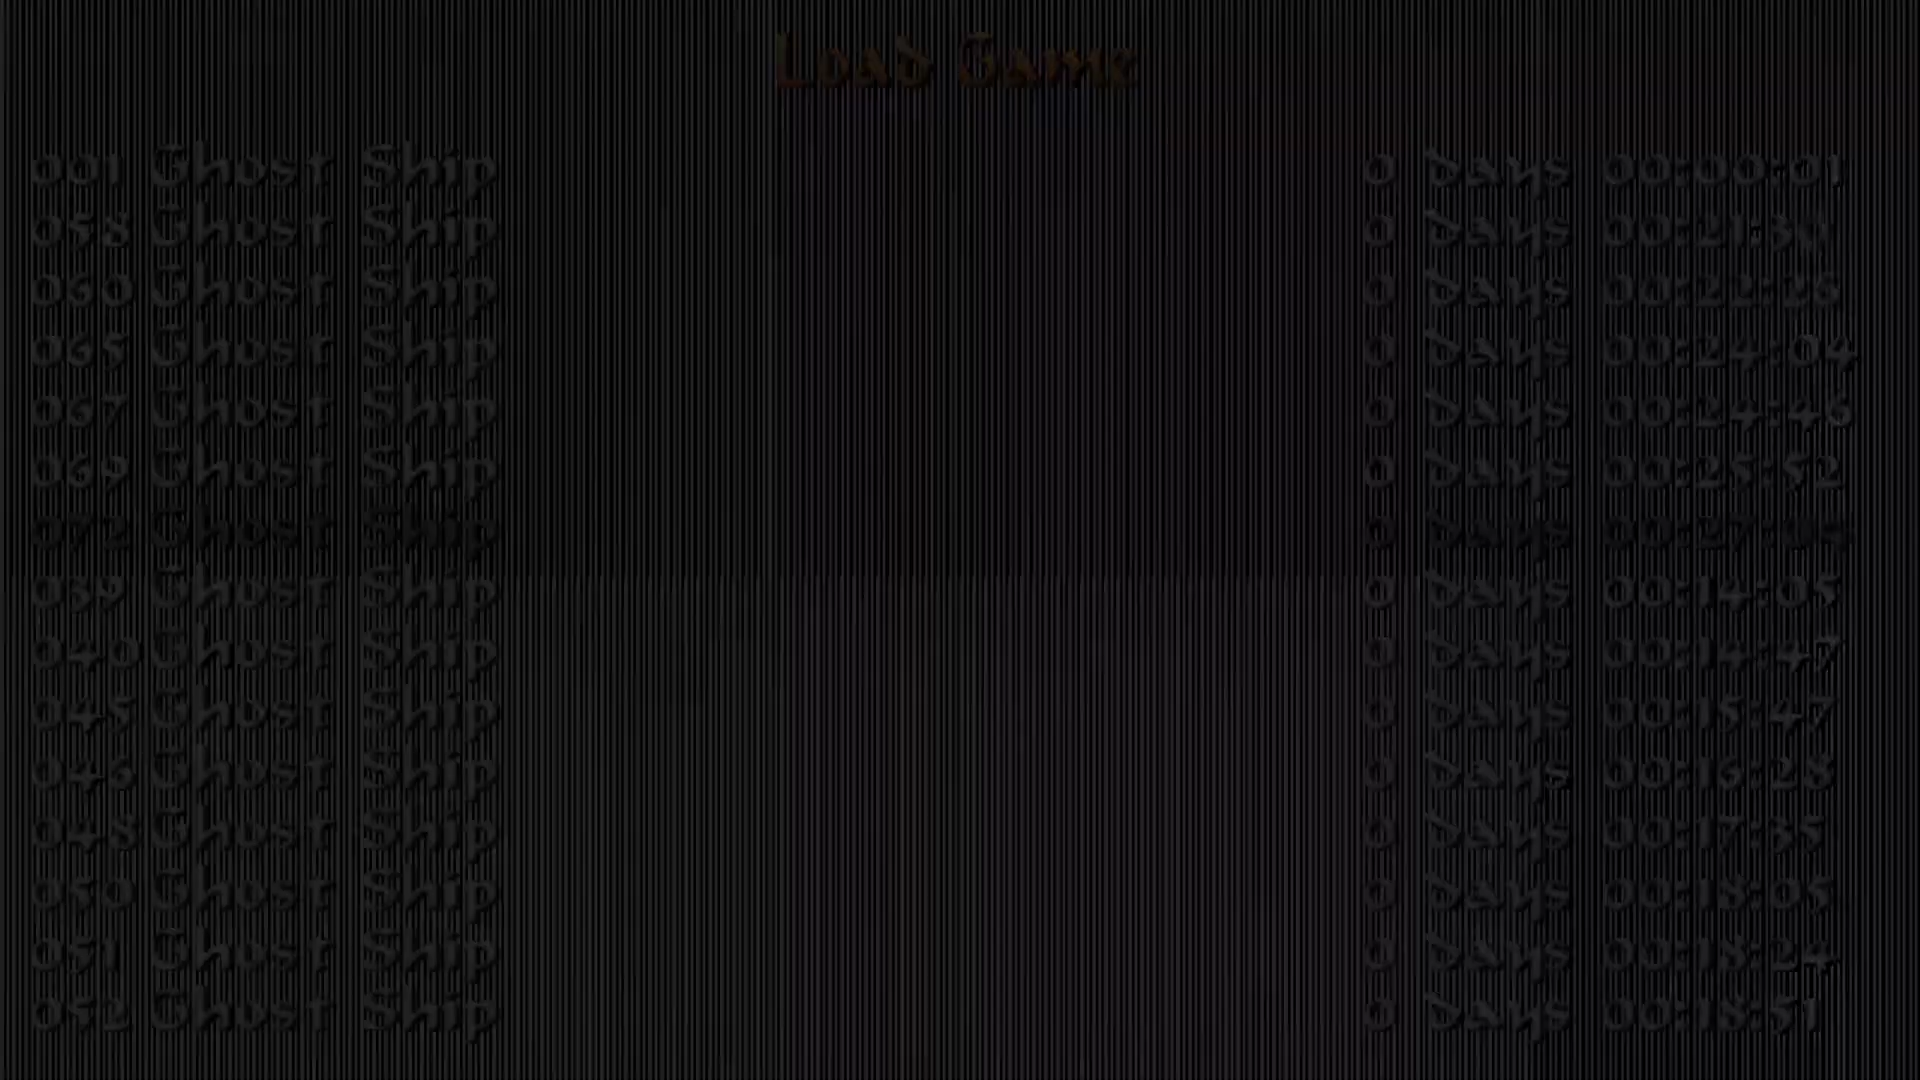 Load Game
001 Ghost Ship 0 Days 00:00:01
058 Ghost Ship 0 Days 00:21:30
060 Ghost Ship 0 Days 00:22:26
065 Ghost Ship 0 Days 00:24:04
067 Ghost Ship 0 Days 00:24:46
069 Ghost Ship 0 Days 00:25:52
072 Ghost Ship 0 Days
039 Ghost Ship 0 Days 00:14:05
040 Ghost Ship 0 Days 00:14:47
045 Ghost Ship 0 Days 00:15:47
046 Ghost Ship 0 Days 00:16:28
048 Ghost Ship 0 Days 00:17:35
050 Ghost Ship 0 Days 00:18:05
051 Ghost Ship 0 Days 00:18:24
052 Ghost Ship 0 Days 00:18:51